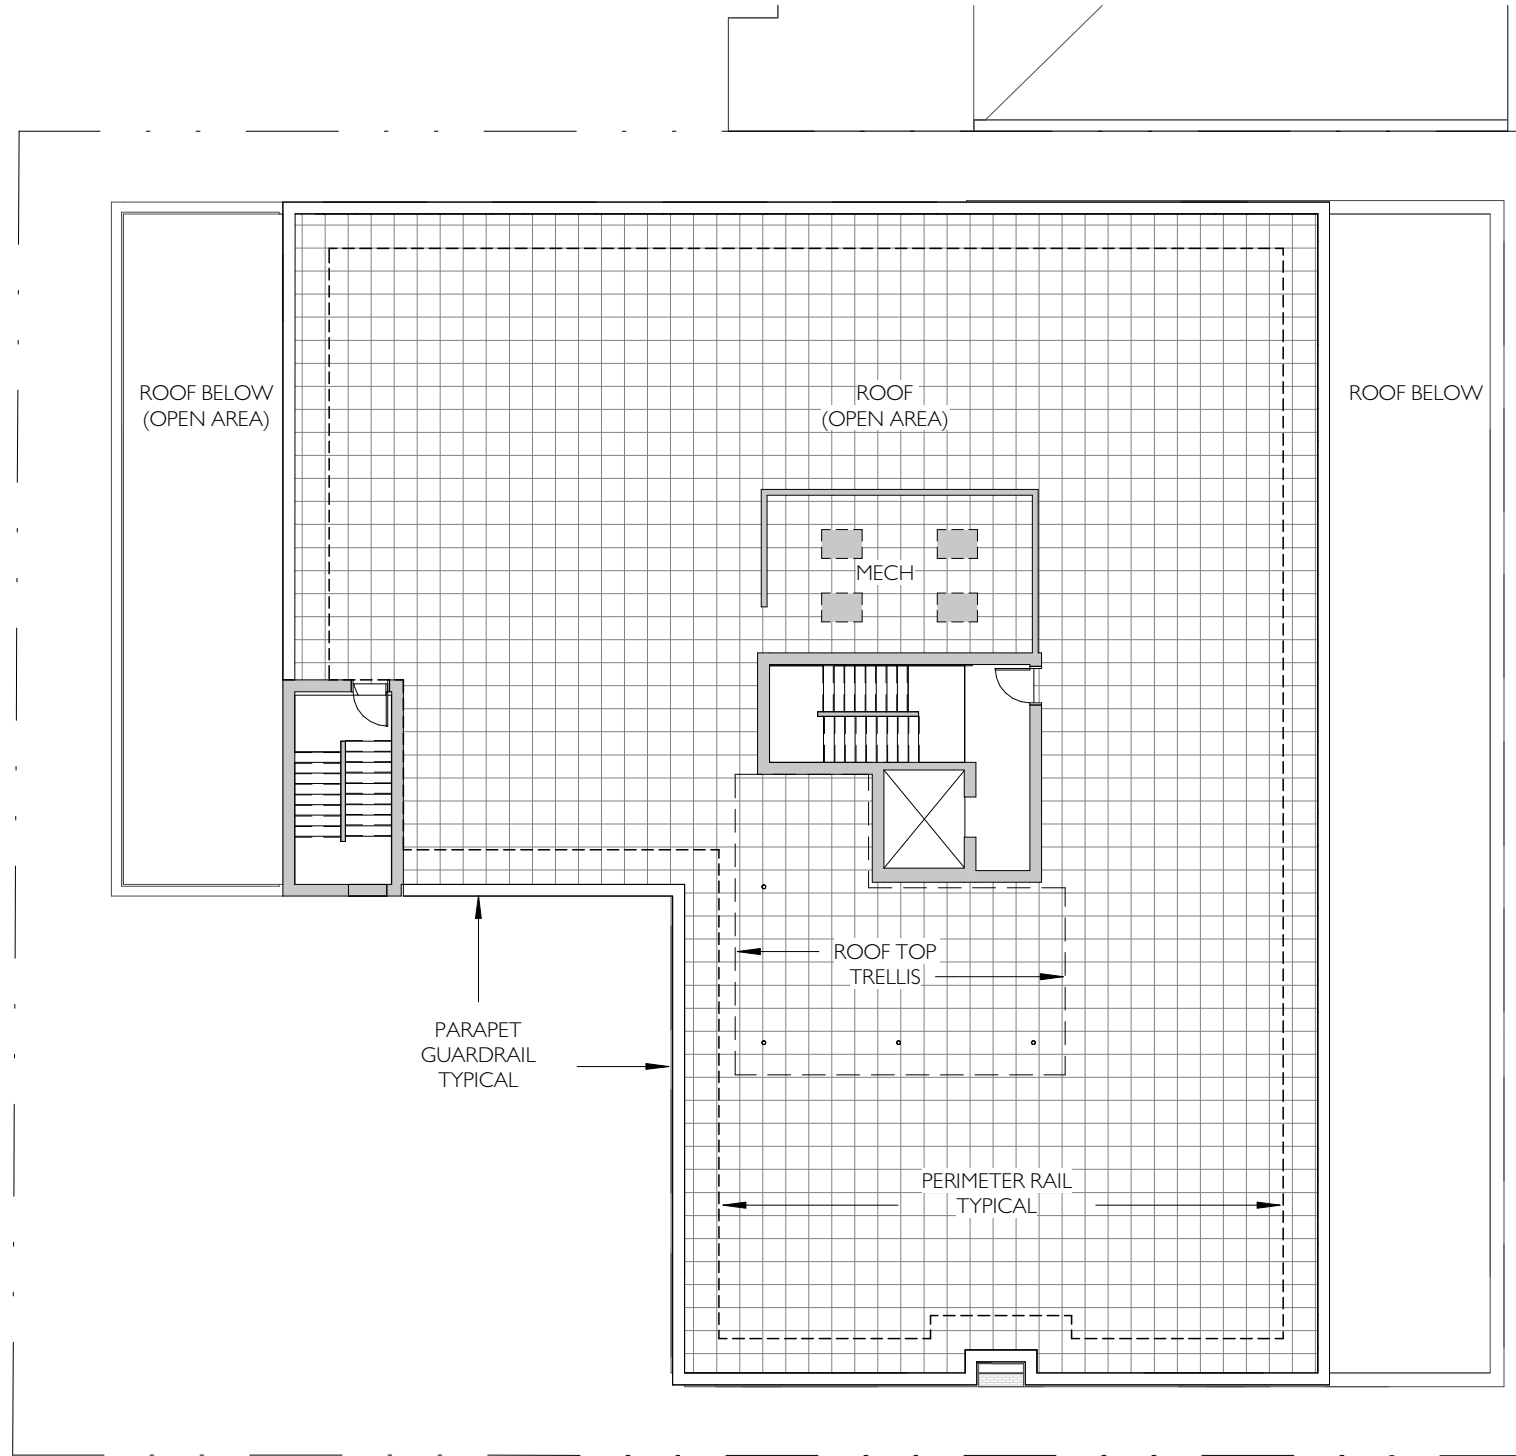 ROOF BELOW
(OPEN AREA)
ROOF
(OPEN AREA)
ROOF BELOW
MECH
ROOF TOP
TRELLIS
PARAPET
GUARDRAIL
TYPICAL
PERIMETER RAIL
TYPICAL